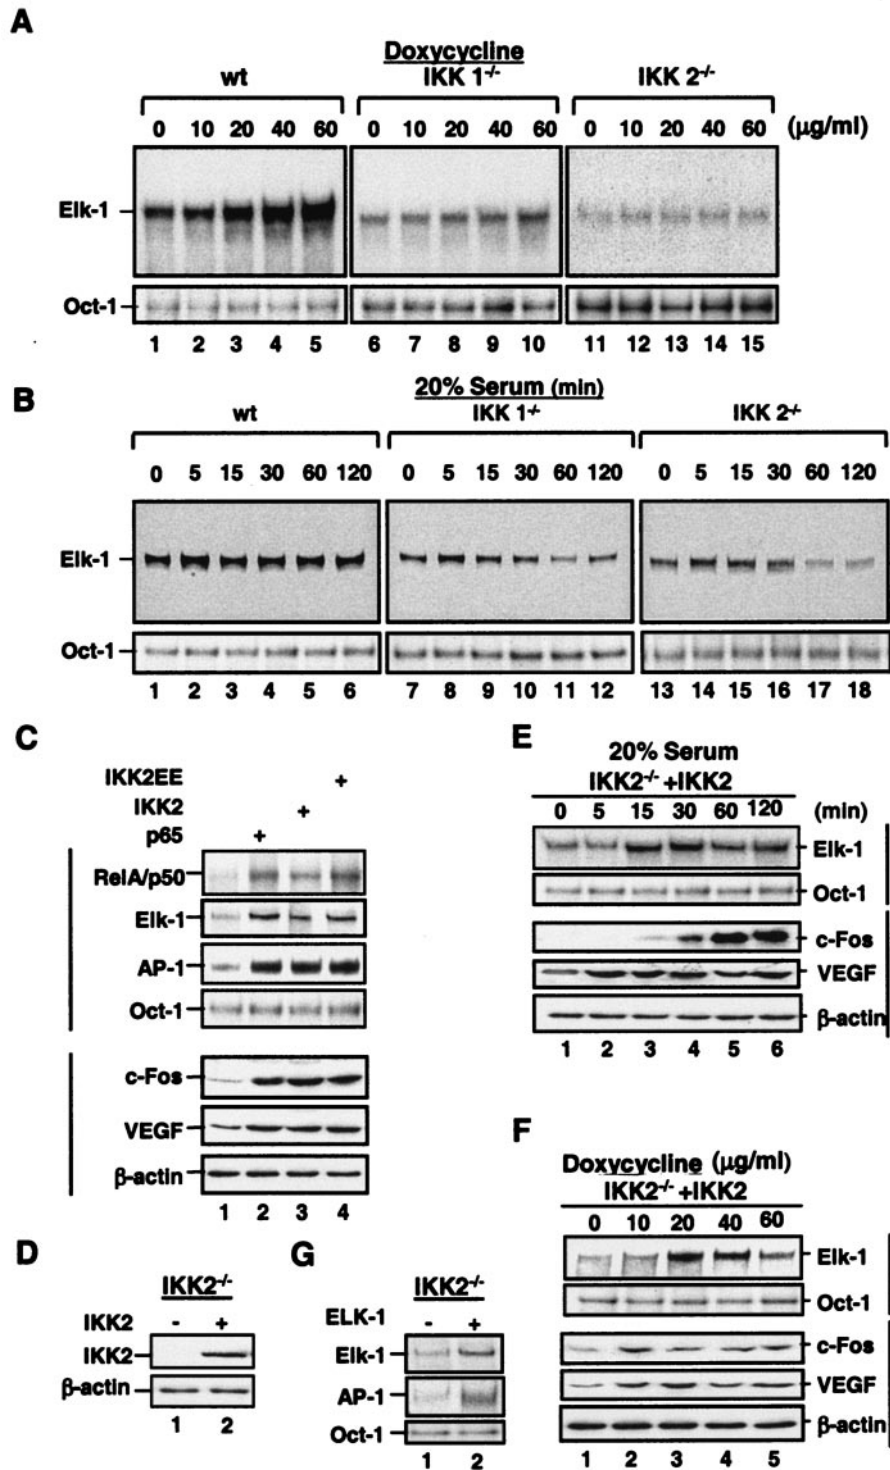 A
Doxycycline
wt IKK 1-/- IKK 2-/-
0 10 20 40 60 0 10 20 40 60 0 10 20 40 60 (µg/ml)
Elk-1
Oct-1
1 2 3 4 5 6 7 8 9 10 11 12 13 14 15
B
20% Serum (min)
wt IKK 1-/- IKK 2-/-
0 5 15 30 60 120 0 5 15 30 60 120 0 5 15 30 60 120
Elk-1
Oct-1
1 2 3 4 5 6 7 8 9 10 11 12 13 14 15 16 17 18
C
IKK2EE +
IKK2 +
p65 +
RelA/p50
Elk-1
AP-1
Oct-1
c-Fos
VEGF
β-actin
1 2 3 4
D
IKK2-/-
IKK2 - +
IKK2
β-actin
1 2
G
IKK2-/-
ELK-1 - +
Elk-1
AP-1
Oct-1
1 2
E
20% Serum
IKK2-/- +IKK2
0 5 15 30 60 120 (min)
Elk-1
Oct-1
c-Fos
VEGF
β-actin
1 2 3 4 5 6
F
Doxycycline (µg/ml)
IKK2-/- +IKK2
0 10 20 40 60
Elk-1
Oct-1
c-Fos
VEGF
β-actin
1 2 3 4 5